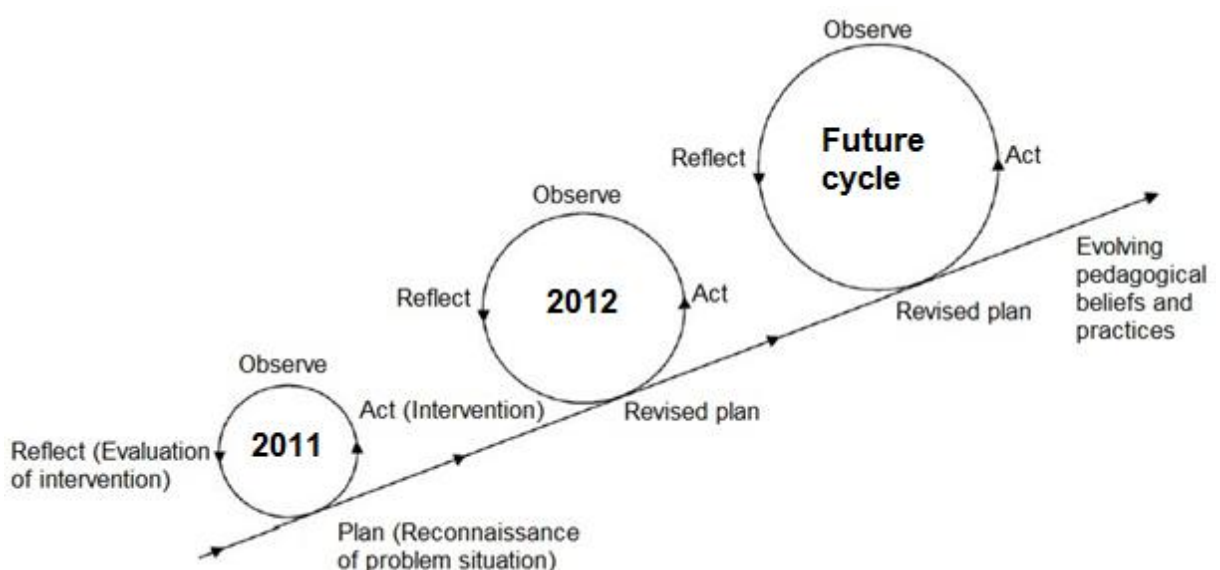 Observe
Reflect
Future
cycle
Act
Evolving
pedagogical
beliefs and
practices
Revised plan
Observe
Reflect
2012
Act
Revised plan
Observe
Act (Intervention)
Reflect (Evaluation
of intervention)
2011
Plan (Reconnaissance
of problem situation)